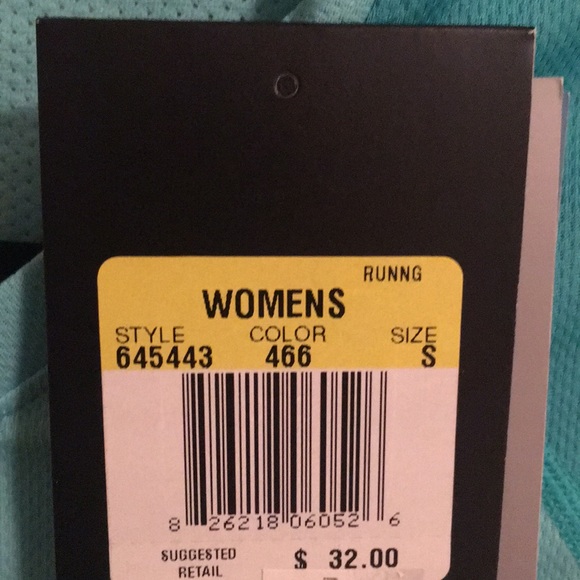 RUNNG
WOMENS
STYLE COLOR SIZE
645443 466 S
8 26218 06052 6
SUGGESTED $ 32.00
RETAIL